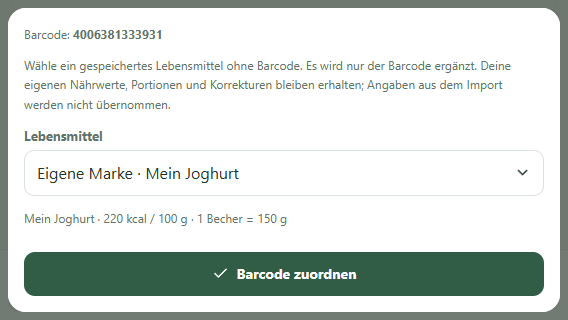 Barcode: 4006381333931
Wähle ein gespeichertes Lebensmittel ohne Barcode. Es wird nur der Barcode ergänzt. Deine
eigenen Nährwerte, Portionen und Korrekturen bleiben erhalten; Angaben aus dem Import
werden nicht übernommen.
Lebensmittel
Eigene Marke · Mein Joghurt
Mein Joghurt · 220 kcal / 100 g · 1 Becher = 150 g
Barcode zuordnen